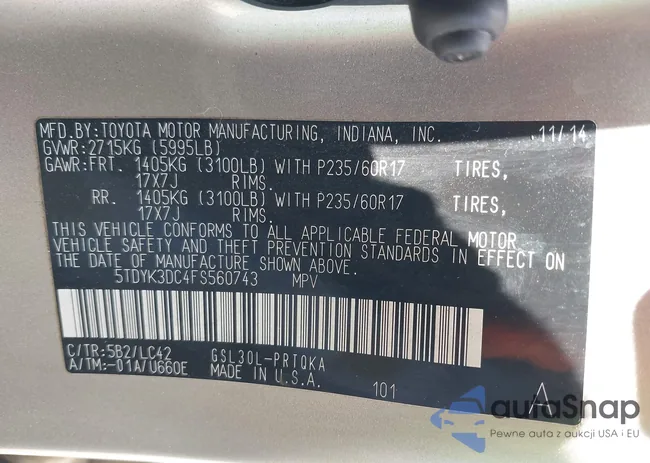 MFD. BY:TOYOTA MOTOR MANUFACTURING, INDIANA, INC. 11/14
GVWR:2715KG (5995LB)
GAWR:FRT. 1405KG (3100LB) WITH P235/60R17 TIRES,
17X7J RIMS.
RR. 1405KG (3100LB) WITH P235/60R17 TIRES,
17X7J RIMS.
THIS VEHICLE CONFORMS TO ALL APPLICABLE FEDERAL MOTOR
VEHICLE SAFETY AND THEFT PREVENTION STANDARDS IN EFFECT ON
THE DATE OF MANUFACTURE SHOWN ABOVE.
5TDYK3DC4FS560743 MPV
C/TR:5B2/LC42 GSL30L-PRTQKA
A/TM:-01A/U660E MADE IN U.S.A. 101 A
autoSnap
Pewne auta z aukcji USA i EU